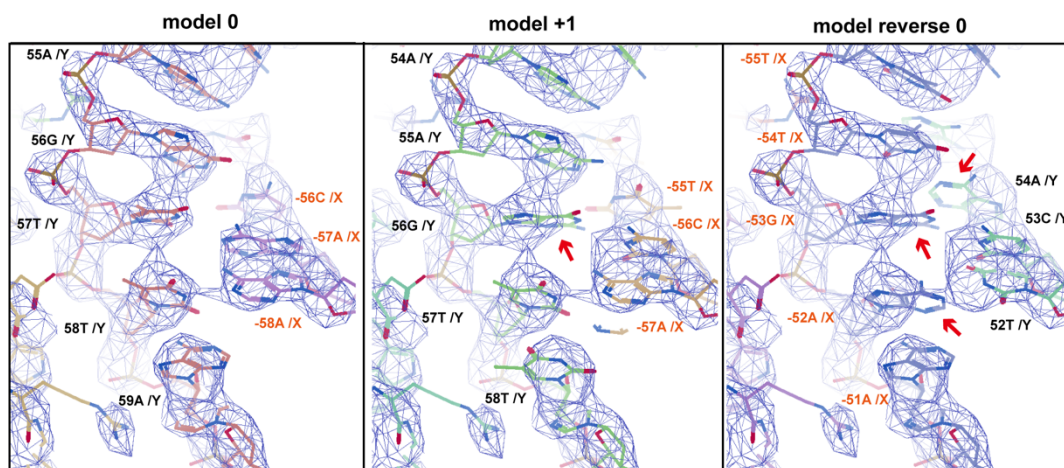 model 0
model +1
model reverse 0
55A /Y
56G /Y
57T /Y
58T /Y
59A /Y
-56C /X
-57A /X
-58A /X
54A /Y
55A /Y
56G /Y
57T /Y
58T /Y
-55T /X
-56C /X
-57A /X
-55T /X
-54T /X
-53G /X
-52A /X
-51A /X
54A /Y
53C /Y
52T /Y